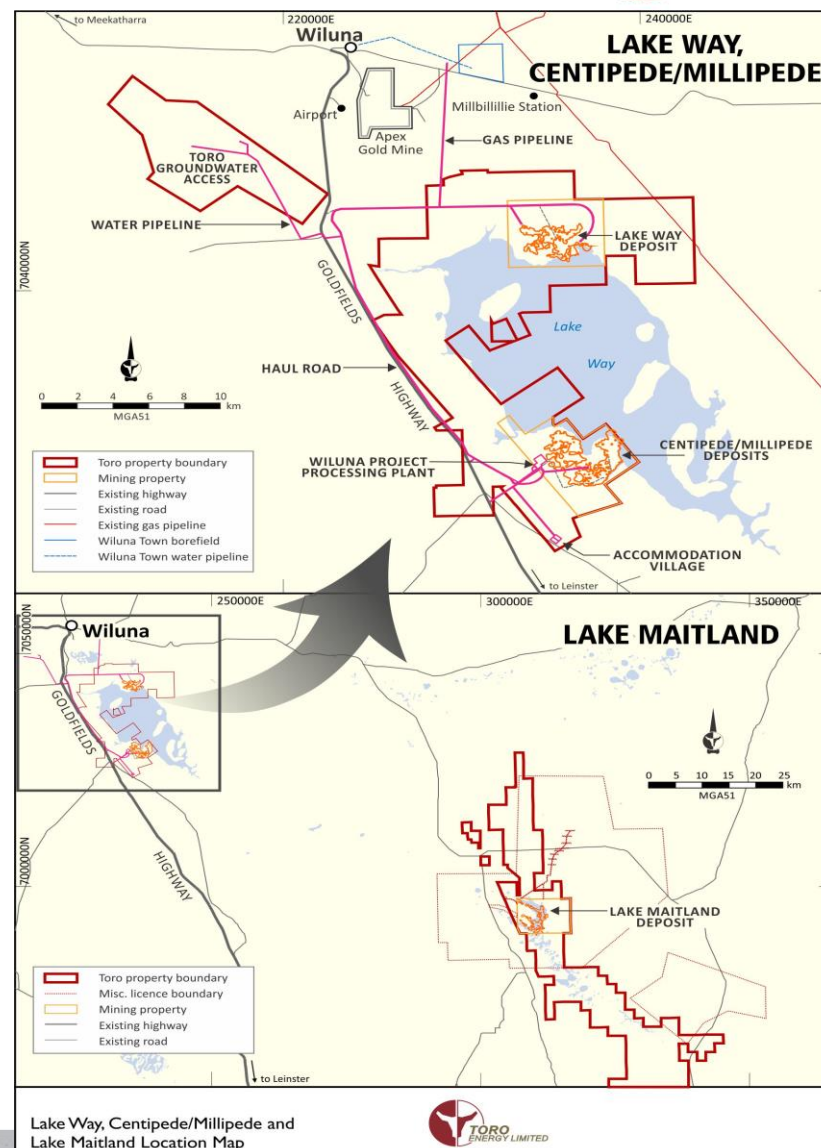 to Meekatharra
220000E
240000E
Wiluna
LAKE WAY,
CENTIPEDE/MILLIPEDE
Airport
Apex
Gold Mine
Millbillillie Station
GAS PIPELINE
TORO
GROUNDWATER
ACCESS
WATER PIPELINE
LAKE WAY
DEPOSIT
7040000N
GOLDFIELDS
HIGHWAY
Lake
Way
HAUL ROAD
0 2 4 6 8 10
km
MGA51
CENTIPEDE/MILLIPEDE
DEPOSITS
WILUNA PROJECT
PROCESSING PLANT
ACCOMMODATION
VILLAGE
to Leinster
Toro property boundary
Mining property
Existing highway
Existing road
Existing gas pipeline
Wiluna Town borefield
Wiluna Town water pipeline
250000E
300000E
350000E
7050000N
Wiluna
LAKE MAITLAND
GOLDFIELDS
HIGHWAY
0 5 10 15 20 25
km
MGA51
7000000N
LAKE MAITLAND
DEPOSIT
Toro property boundary
Misc. licence boundary
Mining property
Existing highway
Existing road
to Leinster
Lake Way, Centipede/Millipede and
Lake Maitland Location Map
TORO
ENERGY LIMITED